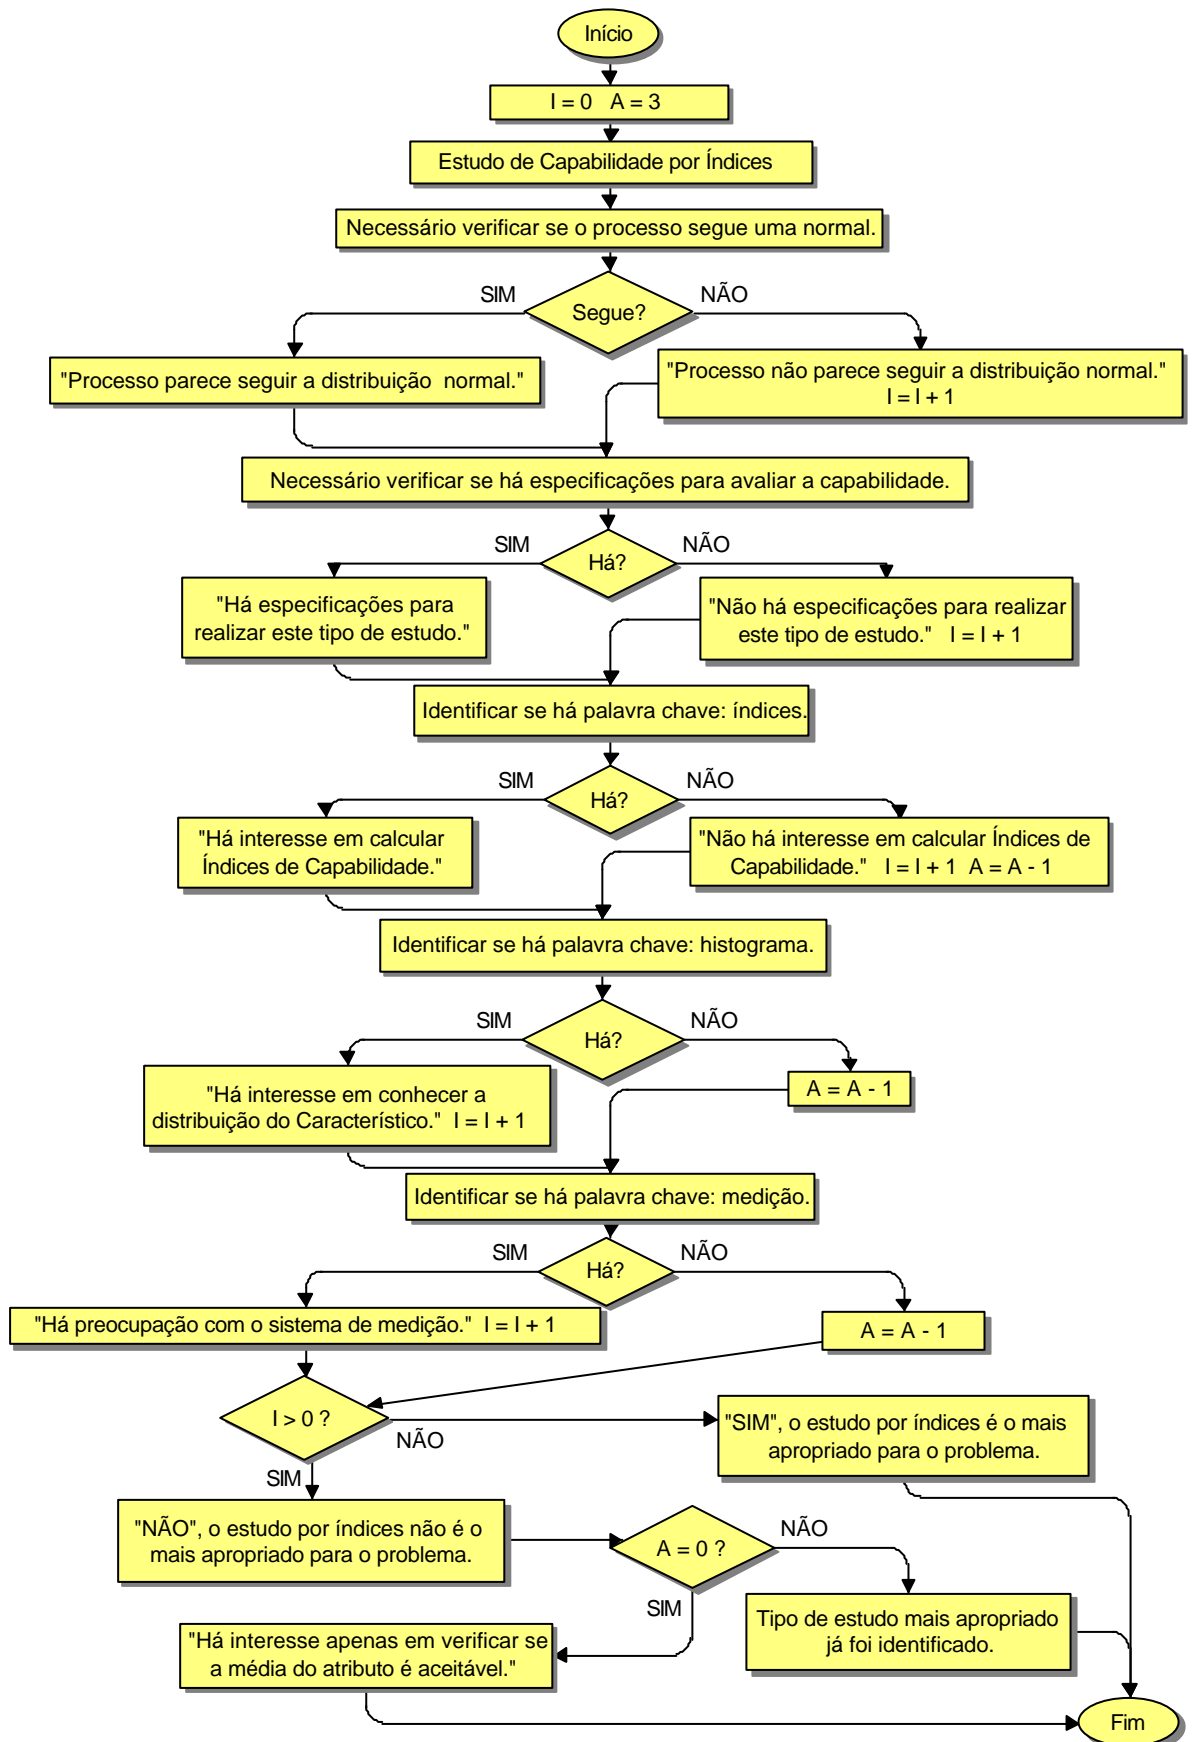 Início
I = 0 A = 3
Estudo de Capabilidade por Índices
Necessário verificar se o processo segue uma normal.
SIM
NÃO
Segue?
"Processo parece seguir a distribuição normal."
"Processo não parece seguir a distribuição normal."
I = I + 1
Necessário verificar se há especificações para avaliar a capabilidade.
SIM
NÃO
Há?
"Há especificações para
realizar este tipo de estudo."
"Não há especificações para realizar
este tipo de estudo." I = I + 1
Identificar se há palavra chave: índices.
SIM
NÃO
Há?
"Há interesse em calcular
Índices de Capabilidade."
"Não há interesse em calcular Índices de
Capabilidade." I = I + 1 A = A - 1
Identificar se há palavra chave: histograma.
SIM
NÃO
Há?
"Há interesse em conhecer a
distribuição do Característico." I = I + 1
A = A - 1
Identificar se há palavra chave: medição.
SIM
NÃO
Há?
"Há preocupação com o sistema de medição." I = I + 1
A = A - 1
I > 0 ?
NÃO
SIM
"SIM", o estudo por índices é o mais
apropriado para o problema.
"NÃO", o estudo por índices não é o
mais apropriado para o problema.
A = 0 ?
NÃO
SIM
Tipo de estudo mais apropriado
já foi identificado.
"Há interesse apenas em verificar se
a média do atributo é aceitável."
Fim